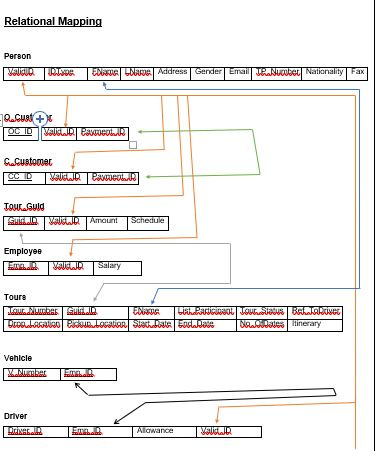 Relational Mapping
Person
ValidID IDType FName LName Address Gender Email TP_Number Nationality Fax
O_Customer
OC_ID Valid_ID Payment_ID
C_Customer
CC_ID Valid_ID Payment_ID
Tour_Guid
Guid_ID Valid_ID Amount Schedule
Employee
Emp_ID Valid_ID Salary
Tours
Tour_Number Guid_ID FName List_Participant Tour_Status Ref_ToDriver
Drop_Location Pickup_Location Start_Date End_Date No_OfDates Itinerary
Vehicle
V_Number Emp_ID
Driver
Driver_ID Emp_ID Allowance Valid_ID